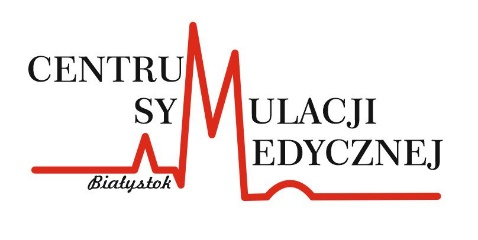 CENTRUM
SYMULACJI
MEDYCZNEJ
Białystok